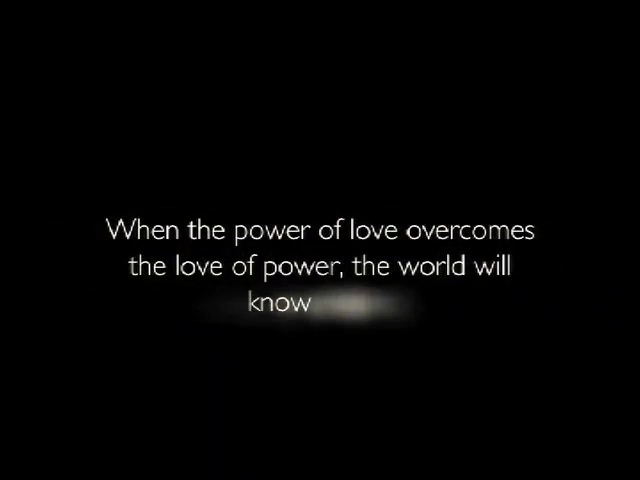 When the power of love overcomes
the love of power, the world will
know